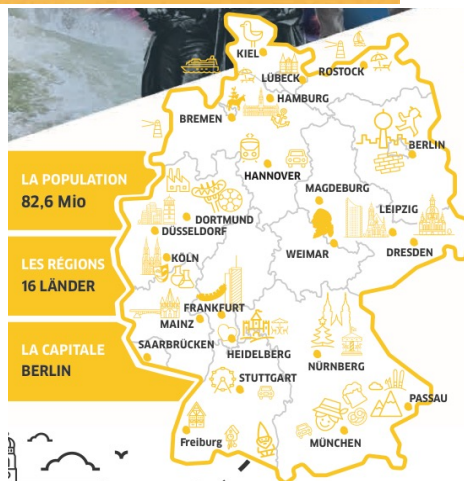 KIEL
ROSTOCK
LÜBECK
HAMBURG
BREMEN
BERLIN
HANNOVER
LA POPULATION
82,6 Mio
MAGDEBURG
DORTMUND
LEIPZIG
DÜSSELDORF
WEIMAR
DRESDEN
LES RÉGIONS
16 LÄNDER
KÖLN
FRANKFURT
MAINZ
SAARBRÜCKEN
HEIDELBERG
LA CAPITALE
BERLIN
NÜRNBERG
STUTTGART
PASSAU
Freiburg
MÜNCHEN